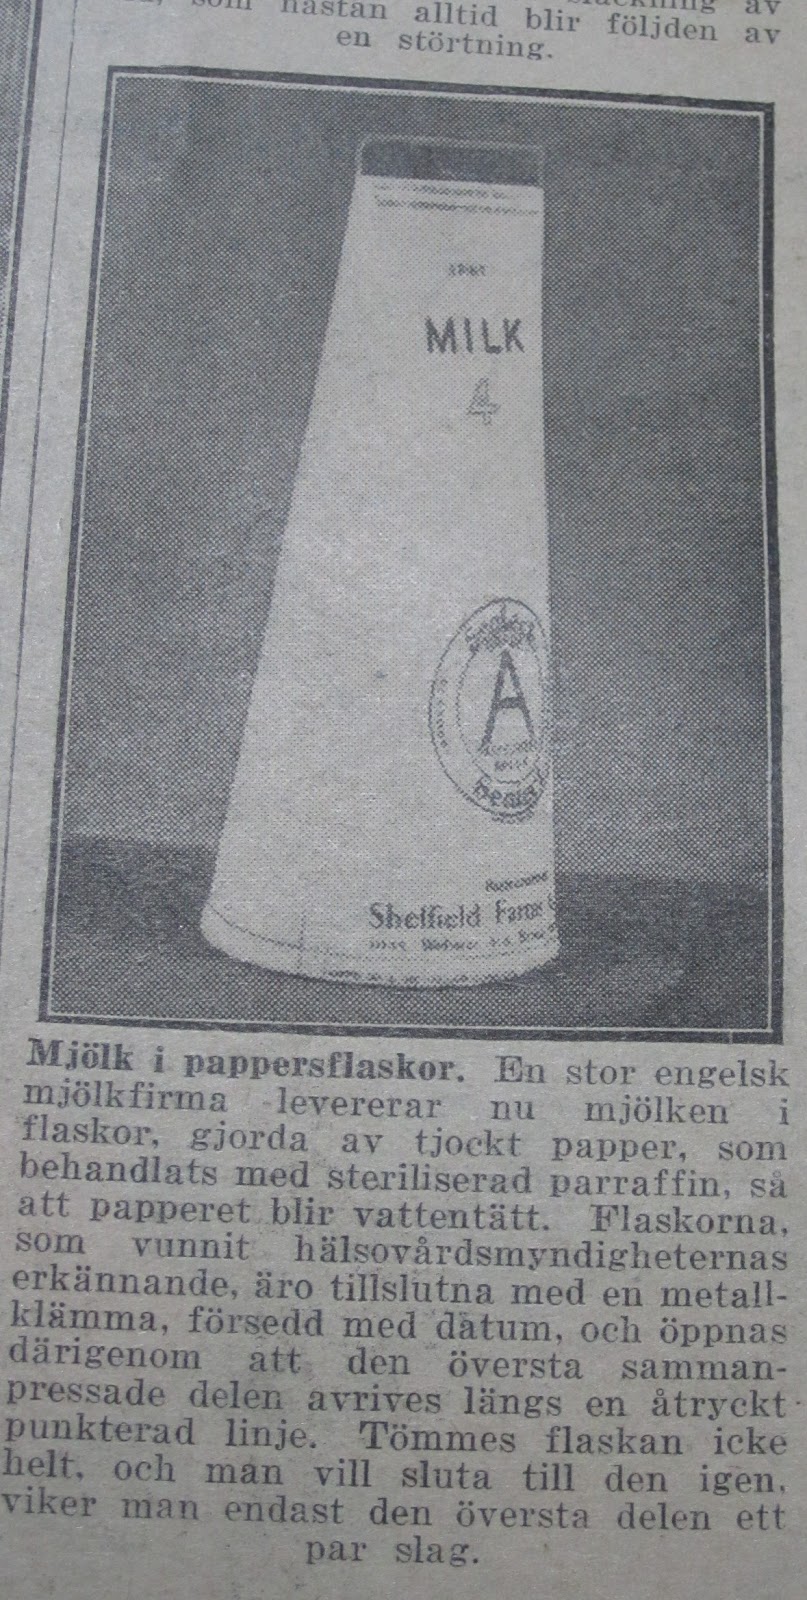 av
som nästan alltid blir följden av
en störtning.
MILK
4
A
Sheffield Farms
Mjölk i pappersflaskor. En stor engelsk
mjölkfirma levererar nu mjölken i
flaskor, gjorda av tjockt papper, som
behandlats med steriliserad parraffin, så
att papperet blir vattentätt. Flaskorna,
som vunnit hälsovårdsmyndigheternas
erkännande, äro tillslutna med en metall-
klämma, försedd med datum, och öppnas
därigenom att den översta samman-
pressade delen avrives längs en åtryckt
punkterad linje. Tömmes flaskan icke
helt, och man vill sluta till den igen,
viker man endast den översta delen ett
par slag.